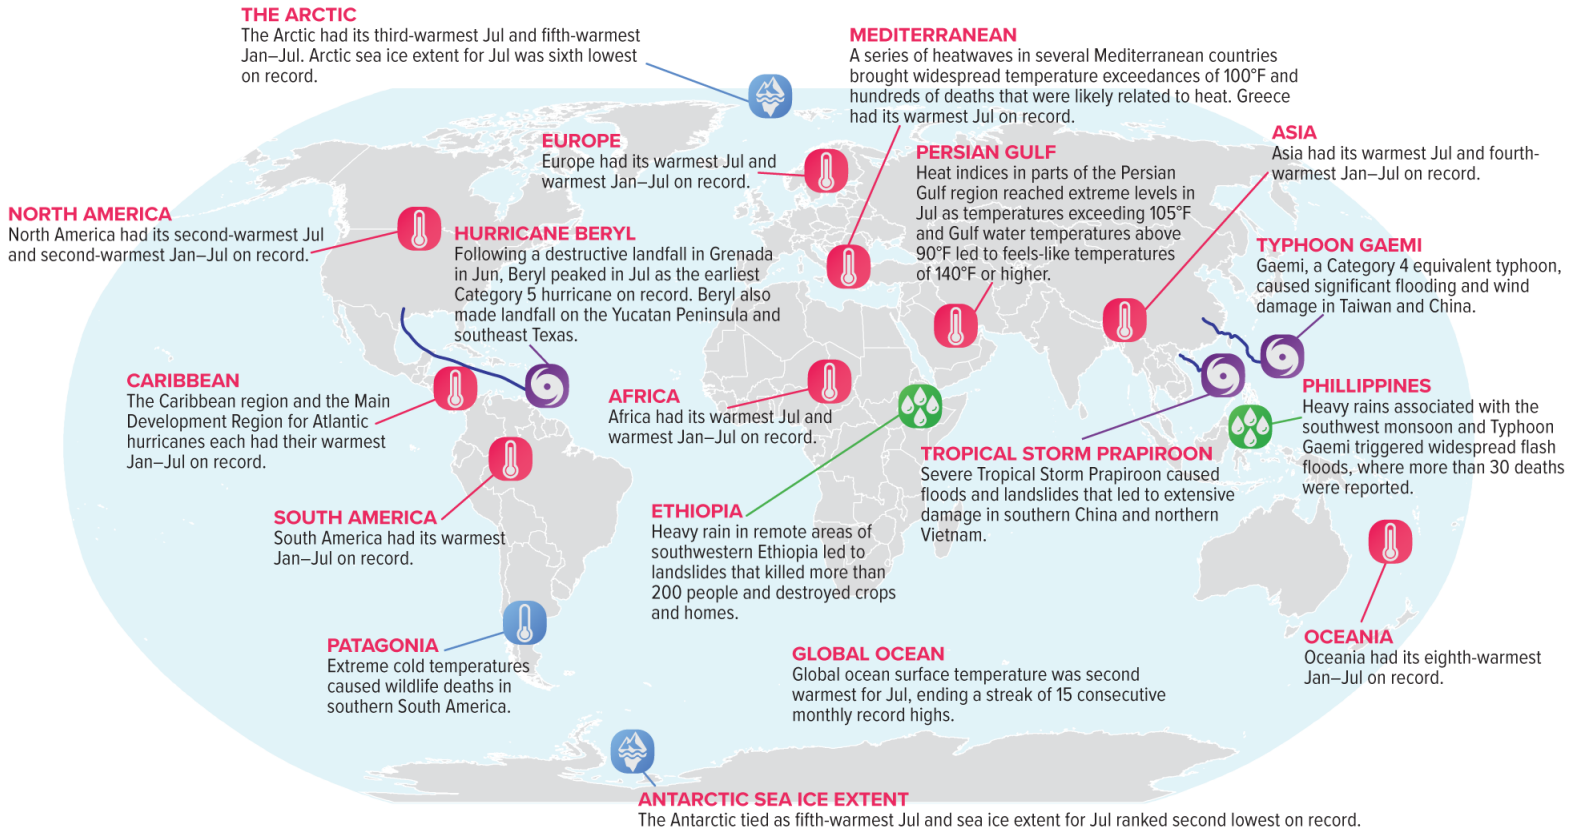 THE ARCTIC
The Arctic had its third-warmest Jul and fifth-warmest
Jan–Jul. Arctic sea ice extent for Jul was sixth lowest
on record.
MEDITERRANEAN
A series of heatwaves in several Mediterranean countries
brought widespread temperature exceedances of 100°F and
hundreds of deaths that were likely related to heat. Greece
had its warmest Jul on record.
EUROPE
Europe had its warmest Jul and
warmest Jan–Jul on record.
PERSIAN GULF
Heat indices in parts of the Persian
Gulf region reached extreme levels in
Jul as temperatures exceeding 105°F
and Gulf water temperatures above
90°F led to feels-like temperatures
of 140°F or higher.
ASIA
Asia had its warmest Jul and fourth-
warmest Jan–Jul on record.
NORTH AMERICA
North America had its second-warmest Jul
and second-warmest Jan–Jul on record.
HURRICANE BERYL
Following a destructive landfall in Grenada
in Jun, Beryl peaked in Jul as the earliest
Category 5 hurricane on record. Beryl also
made landfall on the Yucatan Peninsula and
southeast Texas.
TYPHOON GAEMI
Gaemi, a Category 4 equivalent typhoon,
caused significant flooding and wind
damage in Taiwan and China.
CARIBBEAN
The Caribbean region and the Main
Development Region for Atlantic
hurricanes each had their warmest
Jan–Jul on record.
AFRICA
Africa had its warmest Jul and
warmest Jan–Jul on record.
PHILLIPPINES
Heavy rains associated with the
southwest monsoon and Typhoon
Gaemi triggered widespread flash
floods, where more than 30 deaths
were reported.
TROPICAL STORM PRAPIROON
Severe Tropical Storm Prapiroon caused
floods and landslides that led to extensive
damage in southern China and northern
Vietnam.
SOUTH AMERICA
South America had its warmest
Jan–Jul on record.
ETHIOPIA
Heavy rain in remote areas of
southwestern Ethiopia led to
landslides that killed more than
200 people and destroyed crops
and homes.
PATAGONIA
Extreme cold temperatures
caused wildlife deaths in
southern South America.
GLOBAL OCEAN
Global ocean surface temperature was second
warmest for Jul, ending a streak of 15 consecutive
monthly record highs.
OCEANIA
Oceania had its eighth-warmest
Jan–Jul on record.
ANTARCTIC SEA ICE EXTENT
The Antarctic tied as fifth-warmest Jul and sea ice extent for Jul ranked second lowest on record.